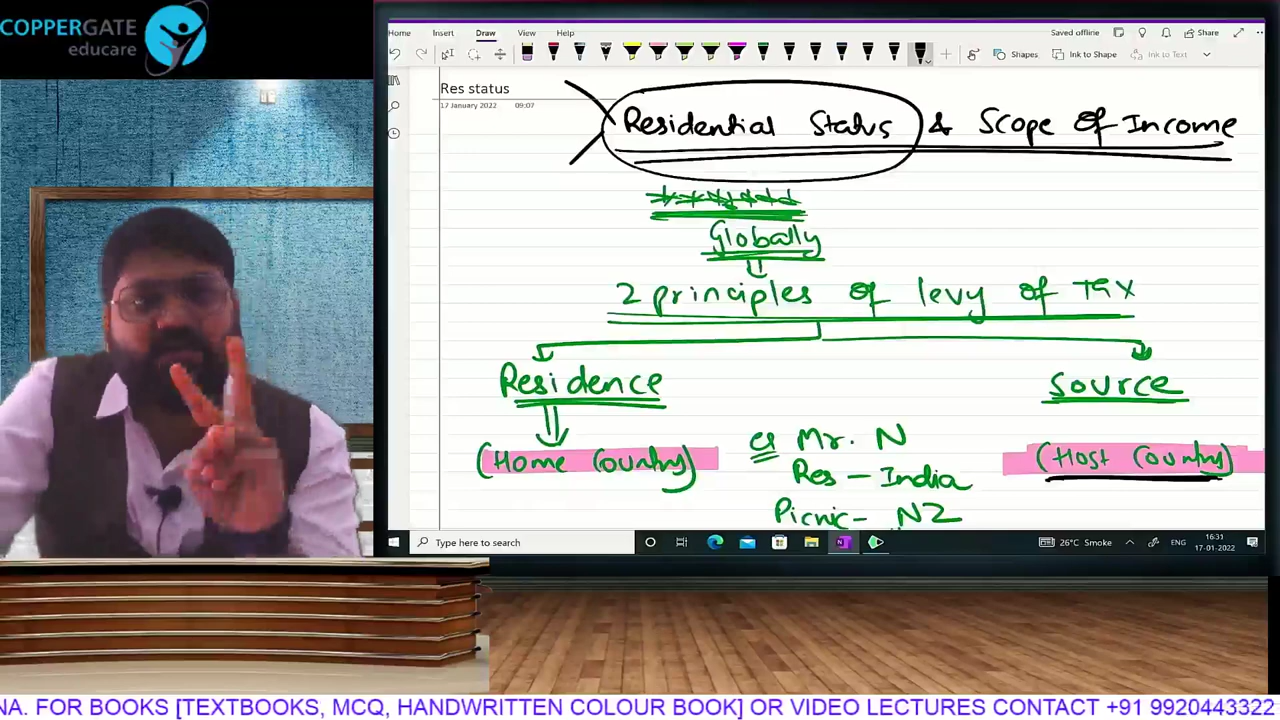 COPPERGATE
educare
Home Insert Draw View Help
Saved offline
Share
Shapes
Ink to Shape
Ink to Text
Res status
17 January 2022 09:07
Residential Status & Scope of Income
Globally
2 principles of levy of Tax
Residence
Source
(Home Country)
eg Mr. N
(Host Country)
Res - India
Picnic - NZ
Type here to search
26°C Smoke
ENG
16:31
17-01-2022
NA. FOR BOOKS [TEXTBOOKS, MCQ, HANDWRITTEN COLOUR BOOK] OR VIDEO LECTURES CONTACT +91 9920443322